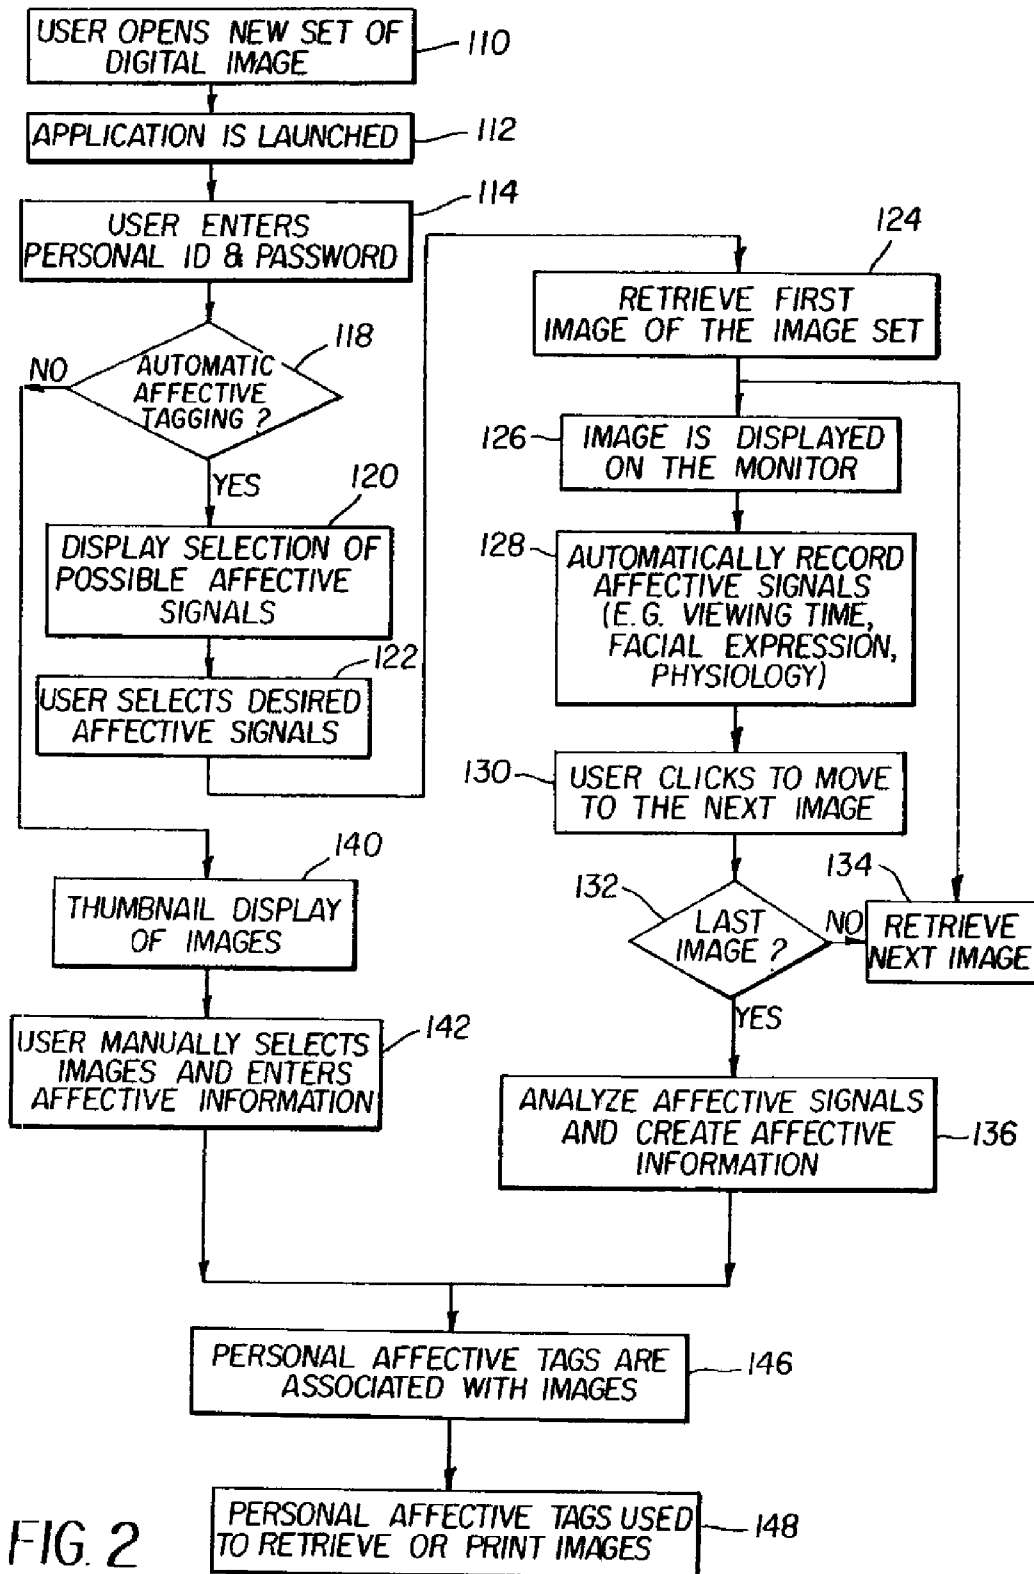 USER OPENS NEW SET OF
DIGITAL IMAGE
110
APPLICATION IS LAUNCHED
112
USER ENTERS
PERSONAL ID & PASSWORD
114
AUTOMATIC
AFFECTIVE
TAGGING ?
118
NO
YES
DISPLAY SELECTION OF
POSSIBLE AFFECTIVE
SIGNALS
120
USER SELECTS DESIRED
AFFECTIVE SIGNALS
122
THUMBNAIL DISPLAY
OF IMAGES
140
USER MANUALLY SELECTS
IMAGES AND ENTERS
AFFECTIVE INFORMATION
142
RETRIEVE FIRST
IMAGE OF THE IMAGE SET
124
IMAGE IS DISPLAYED
ON THE MONITOR
126
AUTOMATICALLY RECORD
AFFECTIVE SIGNALS
(E.G. VIEWING TIME,
FACIAL EXPRESSION,
PHYSIOLOGY)
128
USER CLICKS TO MOVE
TO THE NEXT IMAGE
130
LAST
IMAGE ?
132
NO
RETRIEVE
NEXT IMAGE
134
YES
ANALYZE AFFECTIVE SIGNALS
AND CREATE AFFECTIVE
INFORMATION
136
PERSONAL AFFECTIVE TAGS ARE
ASSOCIATED WITH IMAGES
146
PERSONAL AFFECTIVE TAGS USED
TO RETRIEVE OR PRINT IMAGES
148
FIG. 2